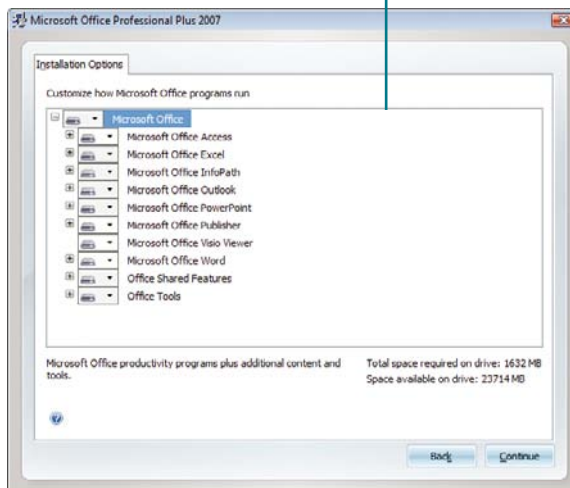 Microsoft Office Professional Plus 2007
Installation Options
Customize how Microsoft Office programs run
Microsoft Office
Microsoft Office Access
Microsoft Office Excel
Microsoft Office InfoPath
Microsoft Office Outlook
Microsoft Office PowerPoint
Microsoft Office Publisher
Microsoft Office Visio Viewer
Microsoft Office Word
Office Shared Features
Office Tools
Microsoft Office productivity programs plus additional content and
tools.
Total space required on drive: 1632 MB
Space available on drive: 23714 MB
Back
Continue